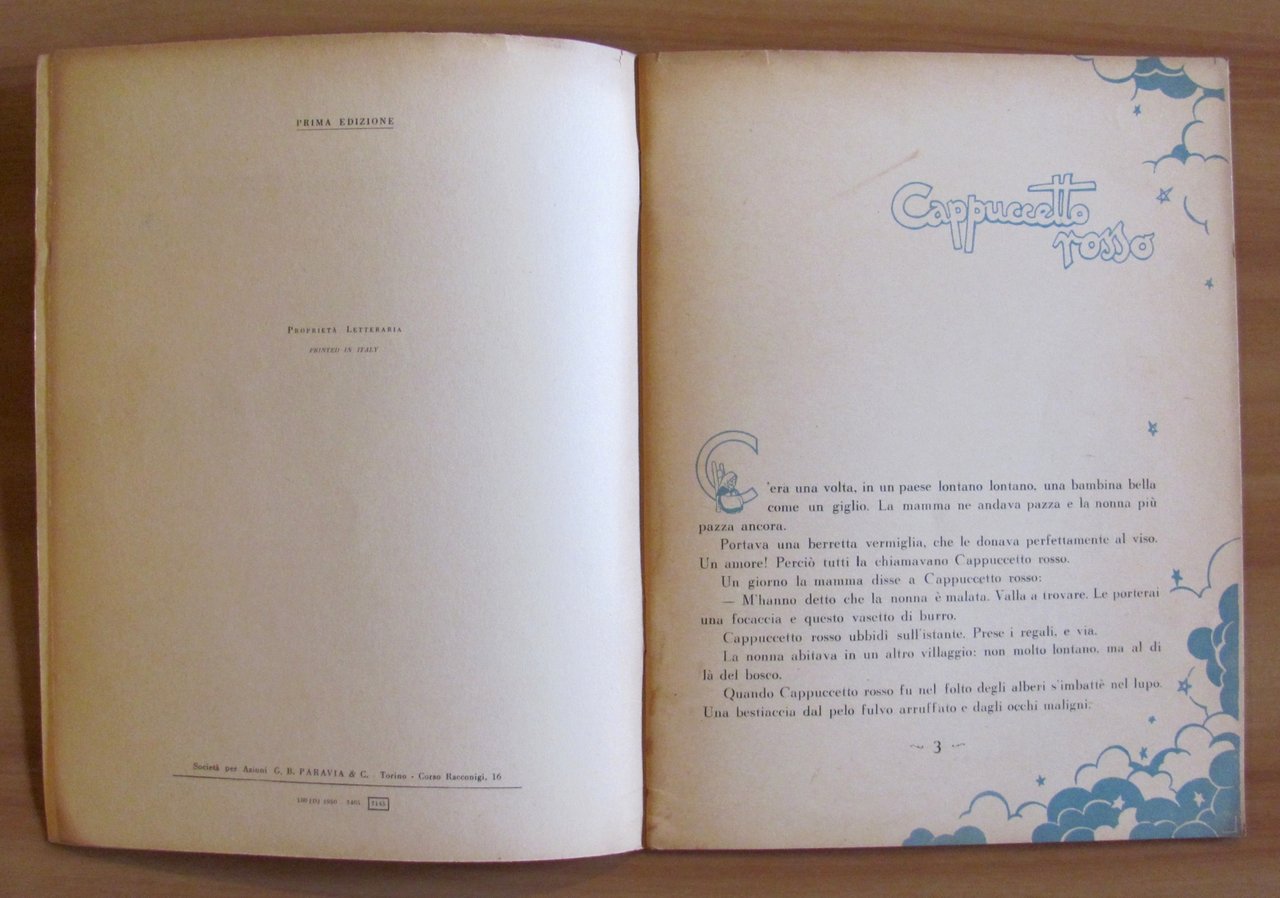 PRIMA EDIZIONE
PROPRIETÀ LETTERARIA
PRINTED IN ITALY
Società per Azioni G. B. PARAVIA & C. - Torino - Corso Racconigi, 16
Cappuccetto
rosso
C'era una volta, in un paese lontano lontano, una bambina bella
come un giglio. La mamma ne andava pazza e la nonna più
pazza ancora.
Portava una berretta vermiglia, che le donava perfettamente al viso.
Un amore! Perciò tutti la chiamavano Cappuccetto rosso.
Un giorno la mamma disse a Cappuccetto rosso:
— M'hanno detto che la nonna è malata. Valla a trovare. Le porterai
una focaccia e questo vasetto di burro.
Cappuccetto rosso ubbidì sull'istante. Prese i regali, e via.
La nonna abitava in un altro villaggio: non molto lontano, ma al di
là del bosco.
Quando Cappuccetto rosso fu nel folto degli alberi s'imbattè nel lupo.
Una bestiaccia dal pelo fulvo arruffato e dagli occhi maligni.
~ 3 ~